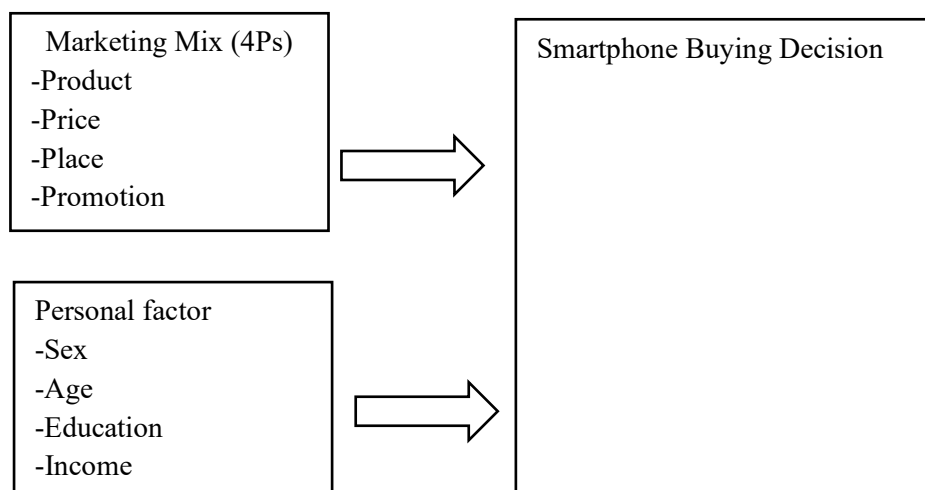 Marketing Mix (4Ps)
-Product
-Price
-Place
-Promotion
Personal factor
-Sex
-Age
-Education
-Income
Smartphone Buying Decision